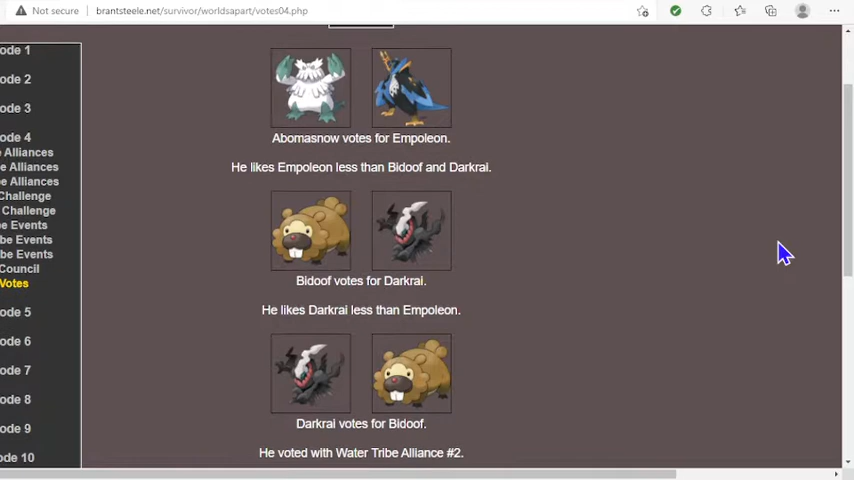 Not secure
brantsteele.net/survivor/worldsapart/votes04.php
ode 1
ode 2
ode 3
ode 4
e Alliances
e Alliances
e Alliances
Challenge
Challenge
be Events
be Events
be Events
Council
Votes
ode 5
ode 6
ode 7
ode 8
ode 9
ode 10
Abomasnow votes for Empoleon.
He likes Empoleon less than Bidoof and Darkrai.
Bidoof votes for Darkrai.
He likes Darkrai less than Empoleon.
Darkrai votes for Bidoof.
He voted with Water Tribe Alliance #2.